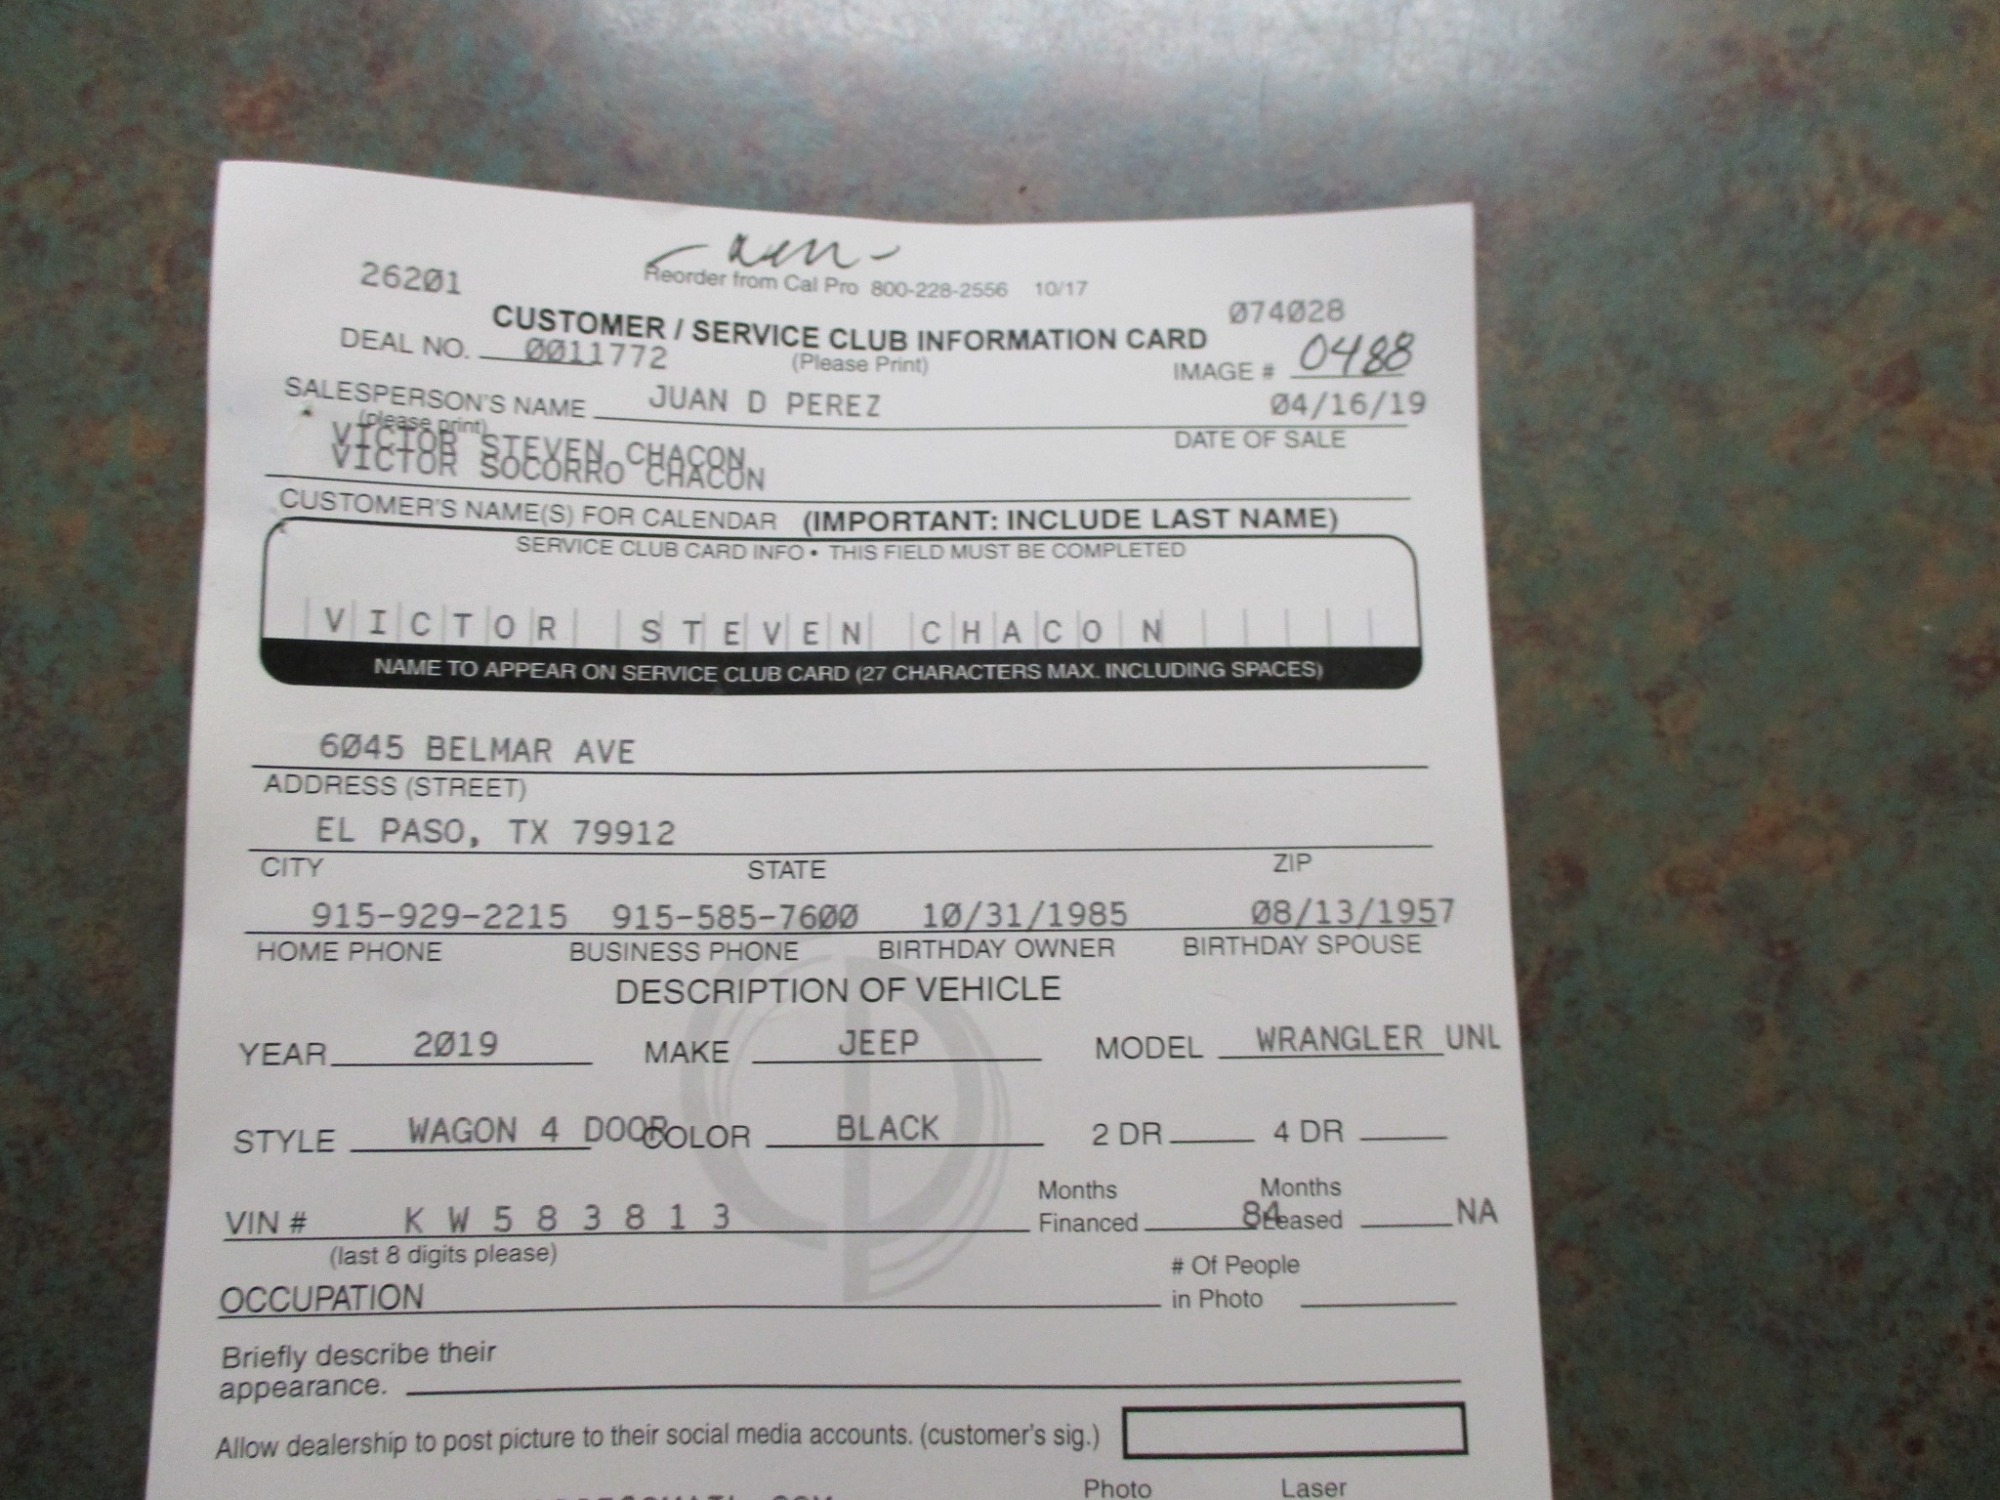 26201
Reorder from Cal Pro 800-228-2556 10/17
074028
CUSTOMER / SERVICE CLUB INFORMATION CARD
DEAL NO. 0011772 (Please Print) IMAGE # 0488
SALESPERSON'S NAME JUAN D PEREZ 04/16/19
(please print) DATE OF SALE
VICTOR STEVEN CHACON
VICTOR SOCORRO CHACON
CUSTOMER'S NAME(S) FOR CALENDAR (IMPORTANT: INCLUDE LAST NAME)
SERVICE CLUB CARD INFO • THIS FIELD MUST BE COMPLETED
VICTOR STEVEN CHACON
NAME TO APPEAR ON SERVICE CLUB CARD (27 CHARACTERS MAX. INCLUDING SPACES)
6045 BELMAR AVE
ADDRESS (STREET)
EL PASO, TX 79912
CITY STATE ZIP
915-929-2215 915-585-7600 10/31/1985 08/13/1957
HOME PHONE BUSINESS PHONE BIRTHDAY OWNER BIRTHDAY SPOUSE
DESCRIPTION OF VEHICLE
YEAR 2019 MAKE JEEP MODEL WRANGLER UNL
STYLE WAGON 4 DOOR COLOR BLACK 2 DR 4 DR
Months Months
VIN # K W 5 8 3 8 1 3 Financed 84 Leased NA
(last 8 digits please)
# Of People
OCCUPATION in Photo
Briefly describe their
appearance.
Allow dealership to post picture to their social media accounts. (customer's sig.)
Photo Laser